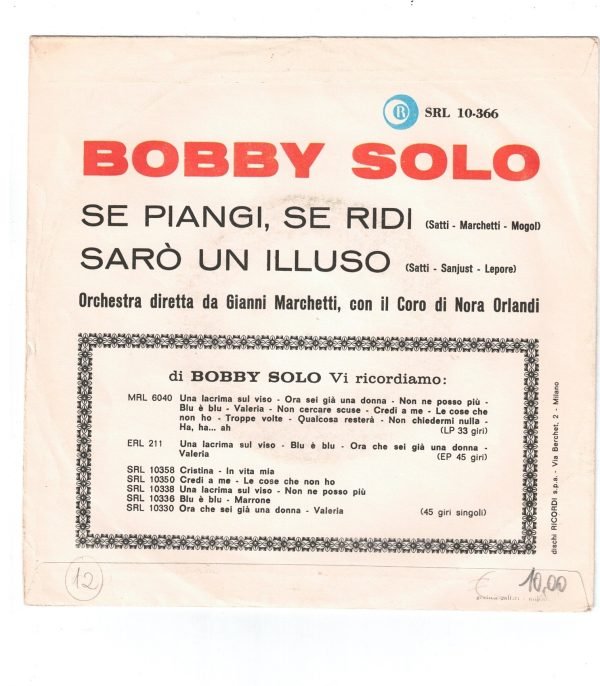 R SRL 10-366
BOBBY SOLO
SE PIANGI, SE RIDI (Satti - Marchetti - Mogol)
SARÒ UN ILLUSO (Satti - Sanjust - Lepore)
Orchestra diretta da Gianni Marchetti, con il Coro di Nora Orlandi
di BOBBY SOLO Vi ricordiamo:
MRL 6040 Una lacrima sul viso - Ora sei già una donna - Non ne posso più -
Blu è blu - Valeria - Non cercare scuse - Credi a me - Le cose che
non ho - Troppe volte - Qualcosa resterà - Non chiedermi nulla -
Ha, ha... ah (LP 33 giri)
ERL 211 Una lacrima sul viso - Blu è blu - Ora che sei già una donna -
Valeria (EP 45 giri)
SRL 10358 Cristina - In vita mia
SRL 10350 Credi a me - Le cose che non ho
SRL 10338 Una lacrima sul viso - Non ne posso più
SRL 10336 Blu è blu - Marrone
SRL 10330 Ora che sei già una donna - Valeria (45 giri singoli)
dischi RICORDI s.p.a. - Via Berchet, 2 - Milano
12
€ 10,00